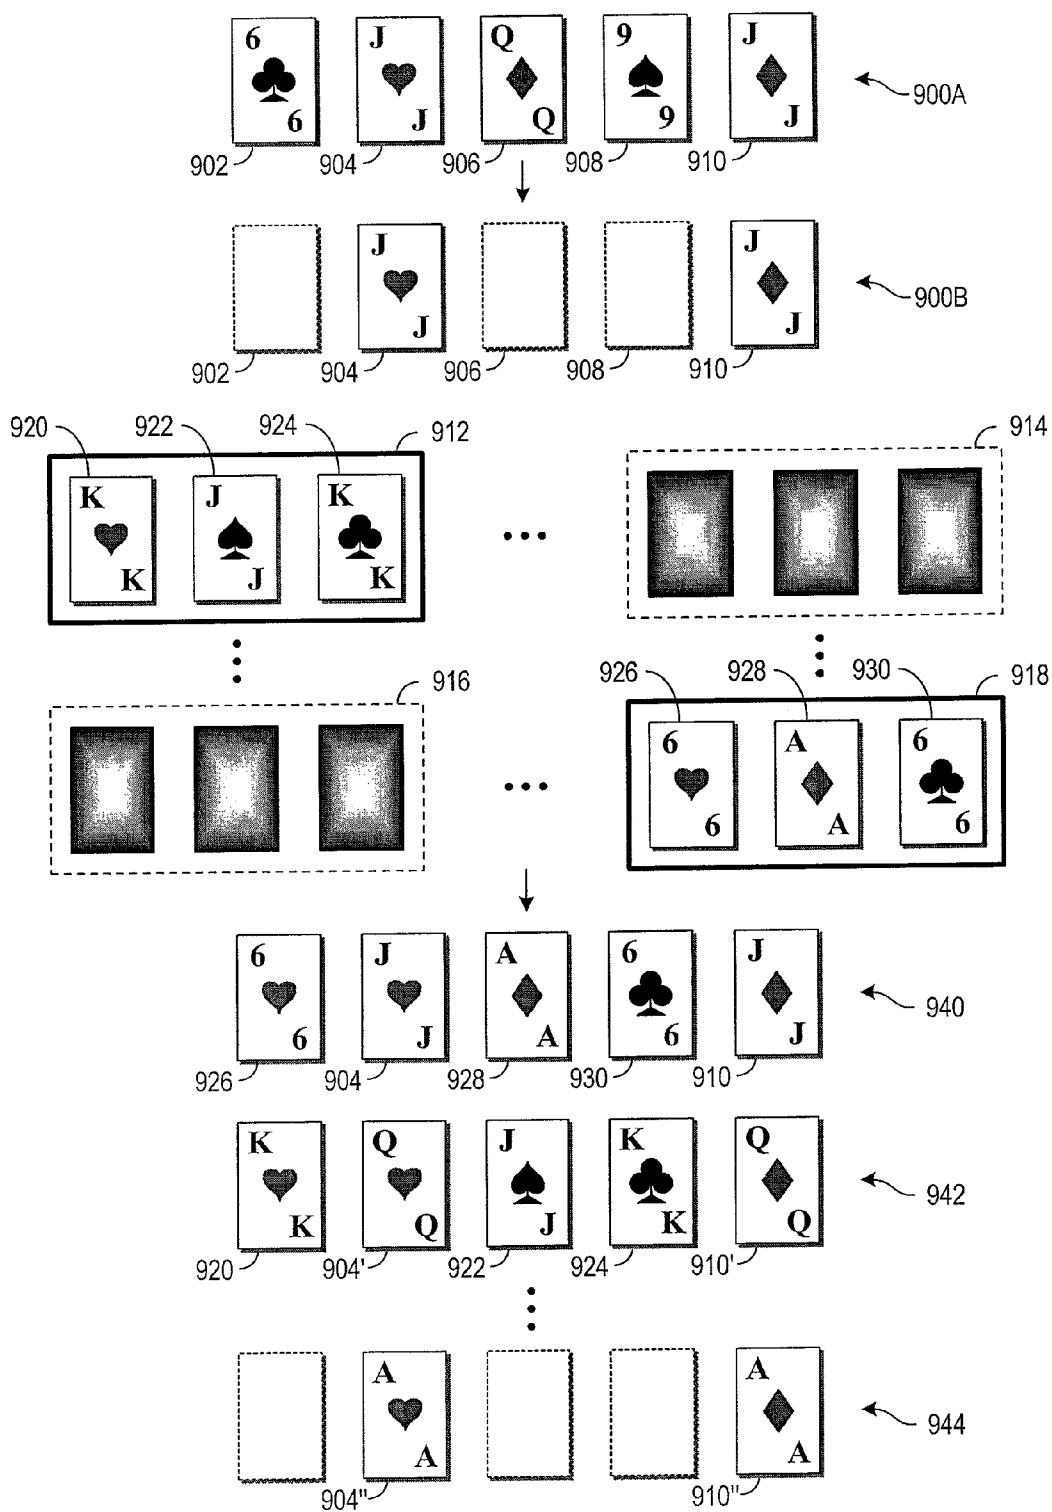 6 J Q 9 J
6 J Q 9 J
900A
902 904 906 908 910
J J
J J
900B
902 904 906 908 910
920 922 924 912 914
K J K
K J K
916 926 928 930 918
6 A 6
6 A 6
6 J A 6 J
6 J A 6 J
940
926 904 928 930 910
K Q J K Q
K Q J K Q
942
920 904' 922 924 910'
A A
A A
944
904" 910"